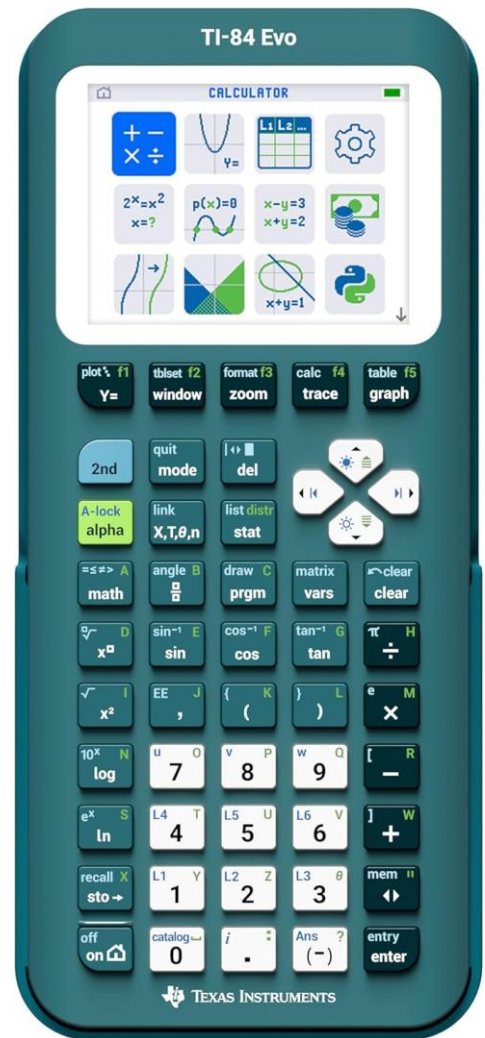 TI-84 Evo
CALCULATOR
+ − × ÷
Y=
L1 L2 ...
2ˣ=x² x=?
p(x)=0
x-y=3 x+y=2
x+y=1
plot f1 tblset f2 format f3 calc f4 table f5
Y= window zoom trace graph
quit
2nd mode del
A-lock link list distr
alpha X,T,θ,n stat
=≤≠> A angle B draw C matrix clear
math prgm vars clear
D sin⁻¹ E cos⁻¹ F tan⁻¹ G π H
x sin cos tan ÷
√ I EE J { K } L e M
x² , ( ) ×
10ˣ N u O v P w Q [ R
log 7 8 9 −
eˣ S L4 T L5 U L6 V ] W
ln 4 5 6 +
recall X L1 Y L2 Z L3 θ mem "
sto→ 1 2 3
off catalog i : Ans ? entry
on 0 . (−) enter
TEXAS INSTRUMENTS